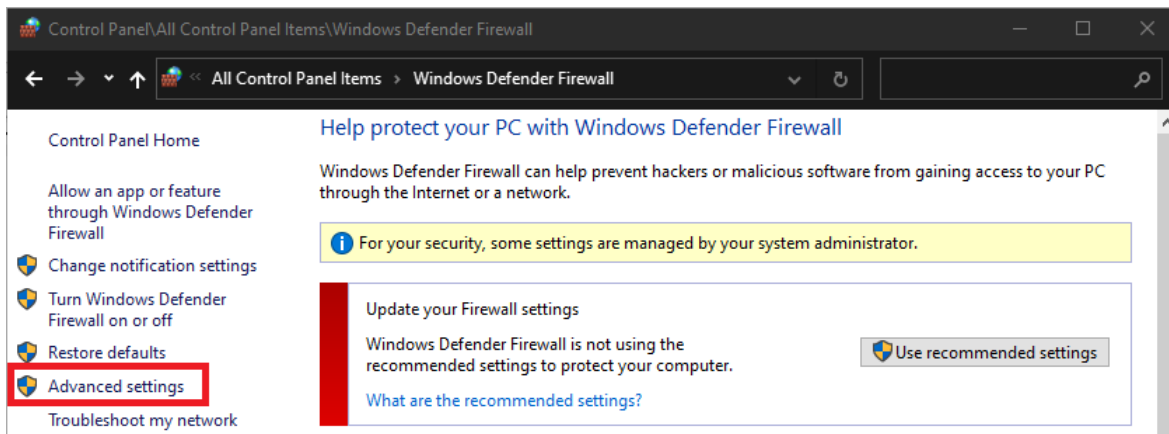 Control Panel\All Control Panel Items\Windows Defender Firewall
« All Control Panel Items > Windows Defender Firewall
Control Panel Home
Allow an app or feature
through Windows Defender
Firewall
Change notification settings
Turn Windows Defender
Firewall on or off
Restore defaults
Advanced settings
Troubleshoot my network
Help protect your PC with Windows Defender Firewall
Windows Defender Firewall can help prevent hackers or malicious software from gaining access to your PC
through the Internet or a network.
For your security, some settings are managed by your system administrator.
Update your Firewall settings
Windows Defender Firewall is not using the
recommended settings to protect your computer.
What are the recommended settings?
Use recommended settings